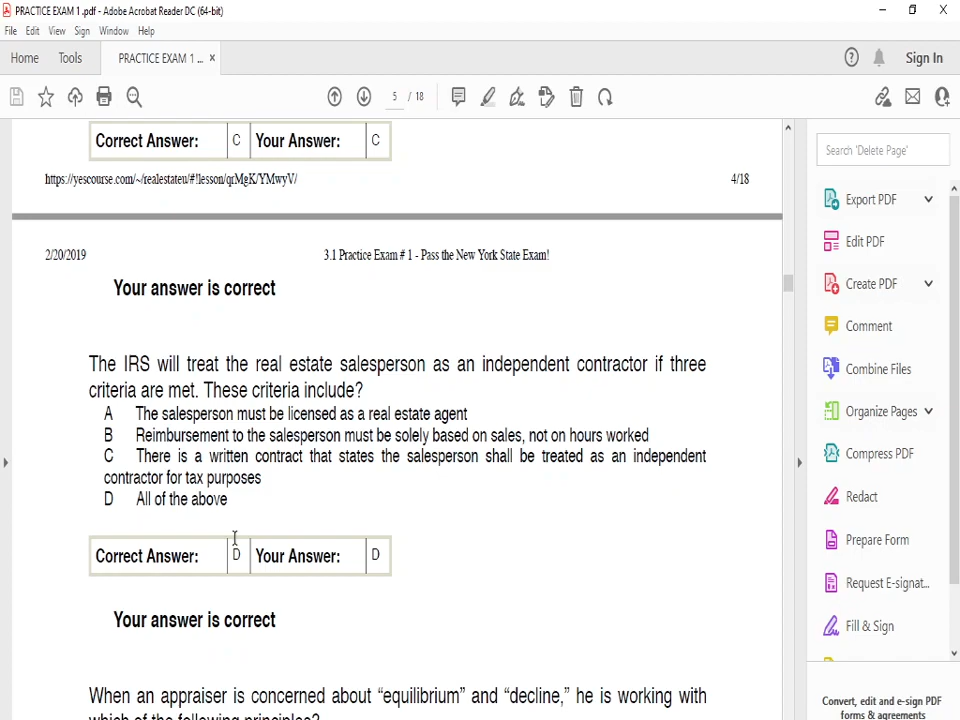 PRACTICE EXAM 1 .pdf - Adobe Acrobat Reader DC (64-bit)
File Edit View Sign Window Help
Home Tools PRACTICE EXAM 1 ... × Sign In
5 / 18
Correct Answer: C Your Answer: C
https://yescourse.com/~/realestateu/#!lesson/qrMgK/YMwyV/ 4/18
2/20/2019 3.1 Practice Exam # 1 - Pass the New York State Exam!
Your answer is correct
The IRS will treat the real estate salesperson as an independent contractor if three
criteria are met. These criteria include?
A The salesperson must be licensed as a real estate agent
B Reimbursement to the salesperson must be solely based on sales, not on hours worked
C There is a written contract that states the salesperson shall be treated as an independent
contractor for tax purposes
D All of the above
Correct Answer: D Your Answer: D
Your answer is correct
When an appraiser is concerned about “equilibrium” and “decline,” he is working with
which of the following principles?
Search 'Delete Page'
Export PDF
Edit PDF
Create PDF
Comment
Combine Files
Organize Pages
Compress PDF
Redact
Prepare Form
Request E-signat...
Fill & Sign
Convert, edit and e-sign PDF
forms & agreements